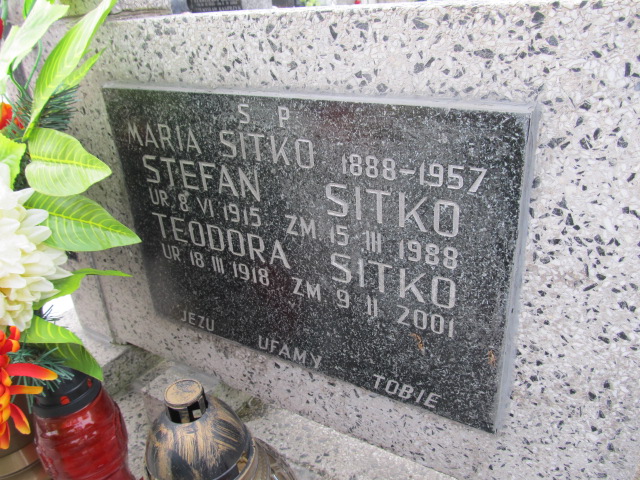 S P
MARIA SITKO 1888-1957
STEFAN SITKO
UR. 8 VI 1915 ZM 15 III 1988
TEODORA SITKO
UR 18 III 1918 ZM 9 II 2001
JEZU UFAMY TOBIE